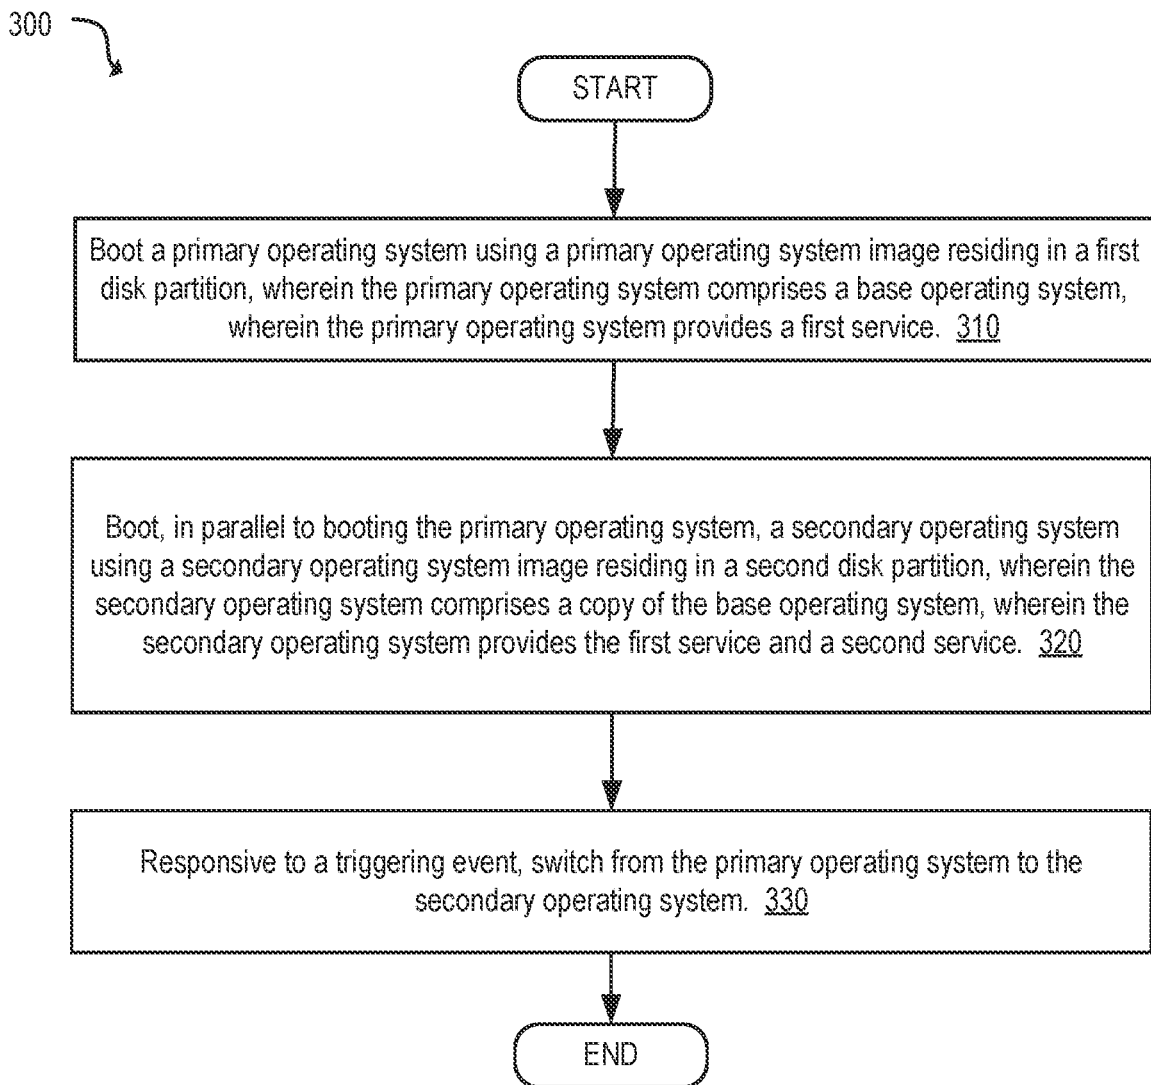 300
START
Boot a primary operating system using a primary operating system image residing in a first
disk partition, wherein the primary operating system comprises a base operating system,
wherein the primary operating system provides a first service. 310
Boot, in parallel to booting the primary operating system, a secondary operating system
using a secondary operating system image residing in a second disk partition, wherein the
secondary operating system comprises a copy of the base operating system, wherein the
secondary operating system provides the first service and a second service. 320
Responsive to a triggering event, switch from the primary operating system to the
secondary operating system. 330
END